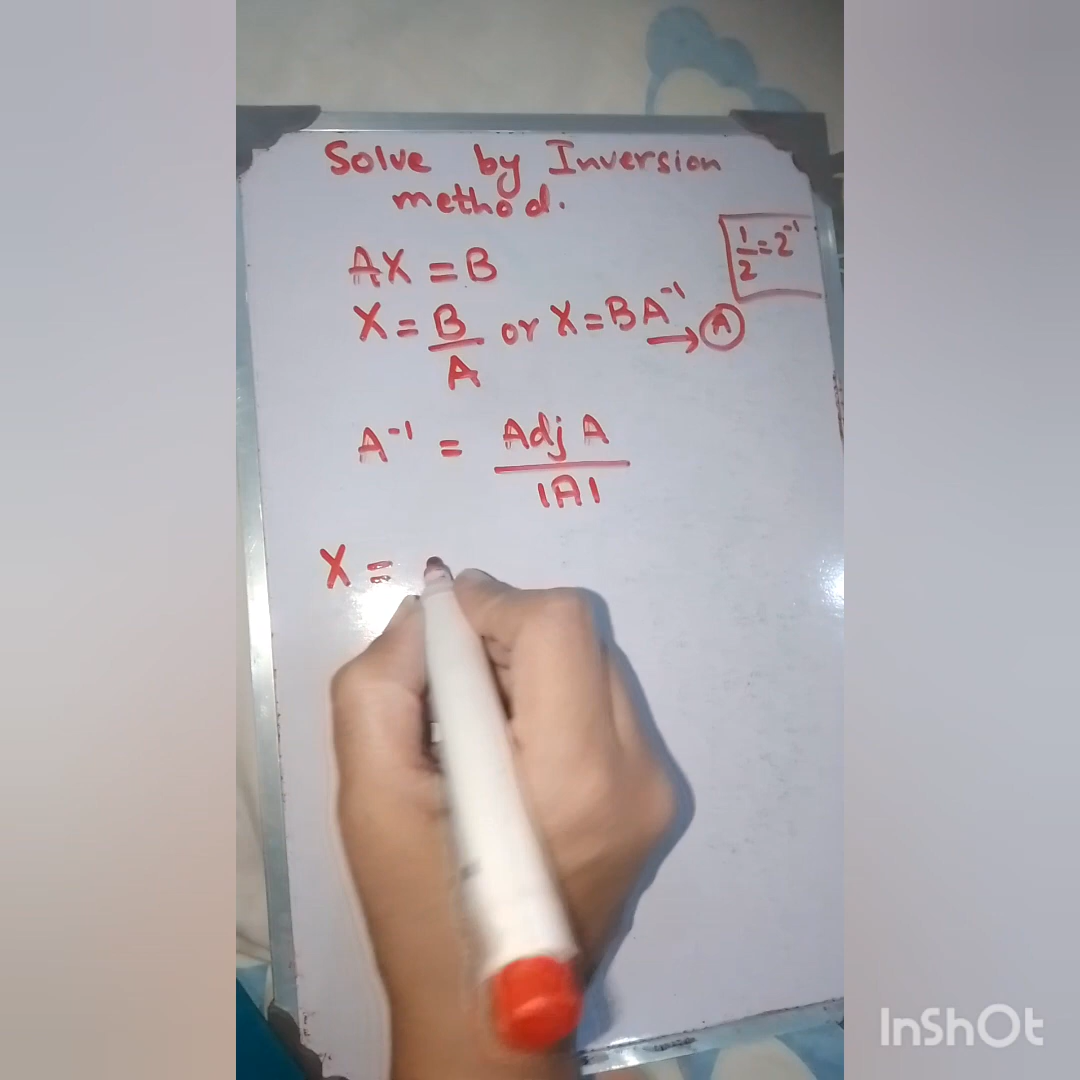 Solve by Inversion
method.
1/2 = 2⁻¹
AX = B
X = B/A or X = BA⁻¹ → Ⓐ
A⁻¹ = Adj A / |A|
X =
InShOt